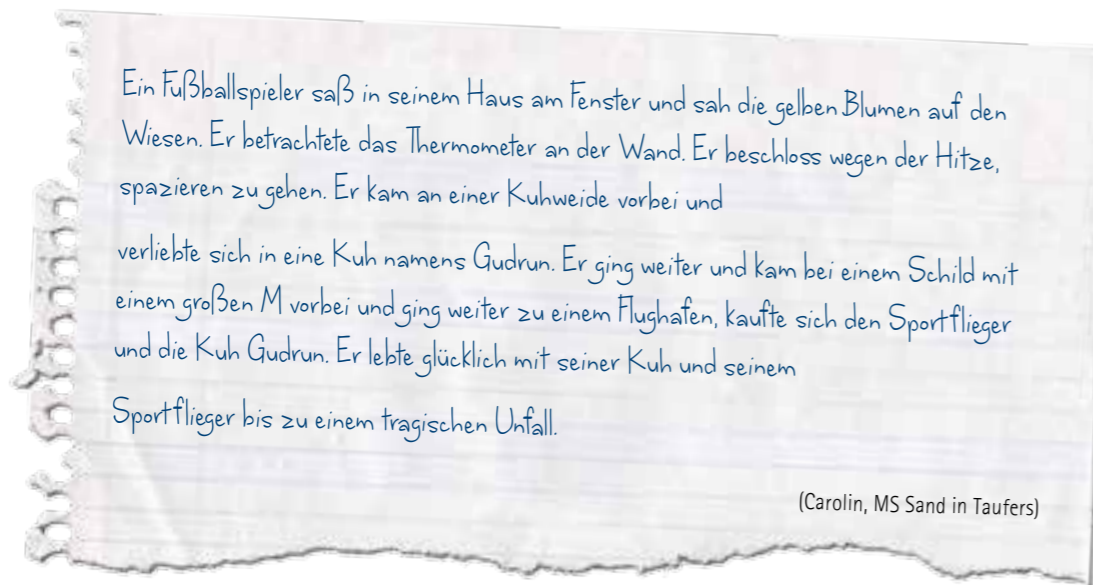 Ein Fußballspieler saß in seinem Haus am Fenster und sah die gelben Blumen auf den
Wiesen. Er betrachtete das Thermometer an der Wand. Er beschloss wegen der Hitze,
spazieren zu gehen. Er kam an einer Kuhweide vorbei und
verliebte sich in eine Kuh namens Gudrun. Er ging weiter und kam bei einem Schild mit
einem großen M vorbei und ging weiter zu einem Flughafen, kaufte sich den Sportflieger
und die Kuh Gudrun. Er lebte glücklich mit seiner Kuh und seinem
Sportflieger bis zu einem tragischen Unfall.
(Carolin, MS Sand in Taufers)